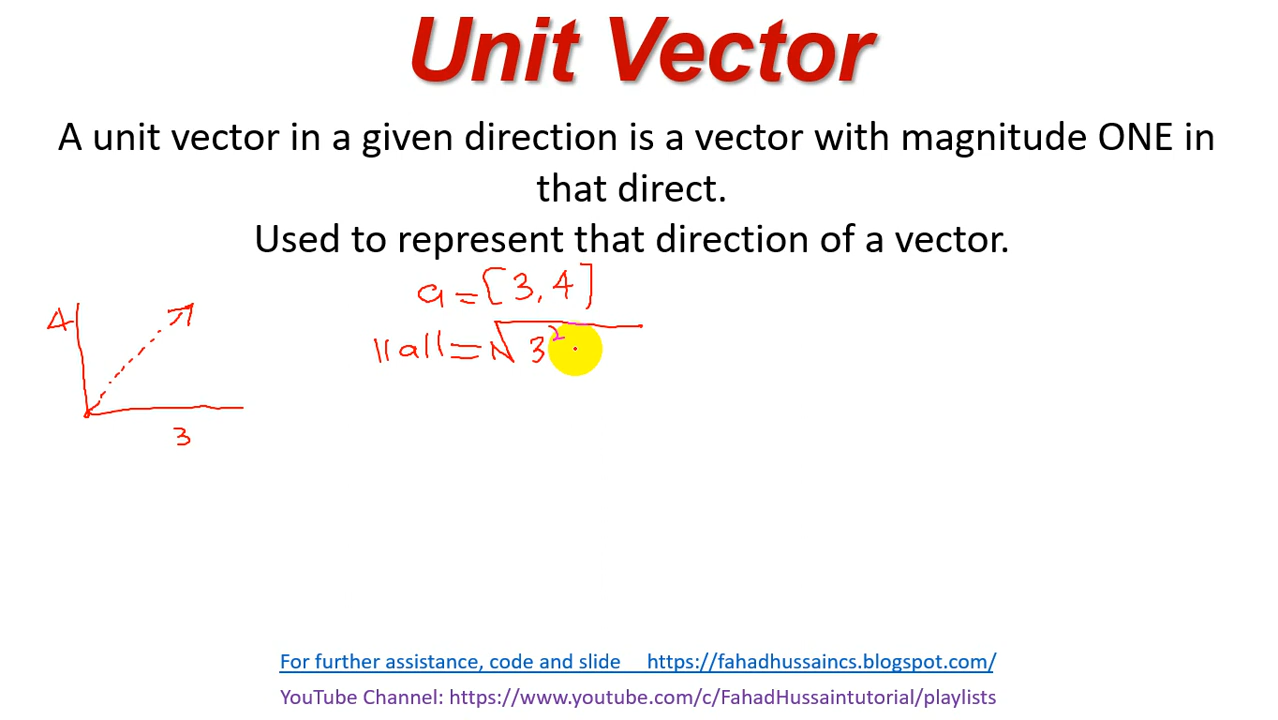 Unit Vector
A unit vector in a given direction is a vector with magnitude ONE in
that direct.
Used to represent that direction of a vector.
a = [3, 4]
||a|| = √3²
4
3
For further assistance, code and slide https://fahadhussaincs.blogspot.com/
YouTube Channel: https://www.youtube.com/c/FahadHussaintutorial/playlists